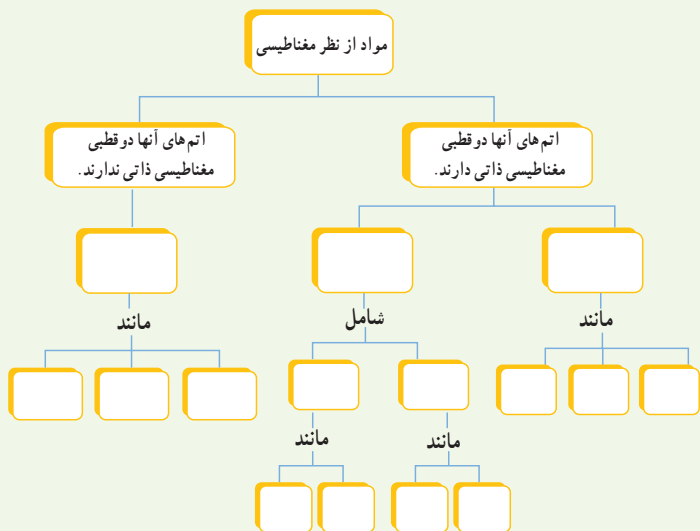 مواد از نظر مغناطیسی
اتم‌های آنها دوقطبی
مغناطیسی ذاتی دارند.
اتم‌های آنها دوقطبی
مغناطیسی ذاتی ندارند.
مانند
شامل
مانند
مانند
مانند